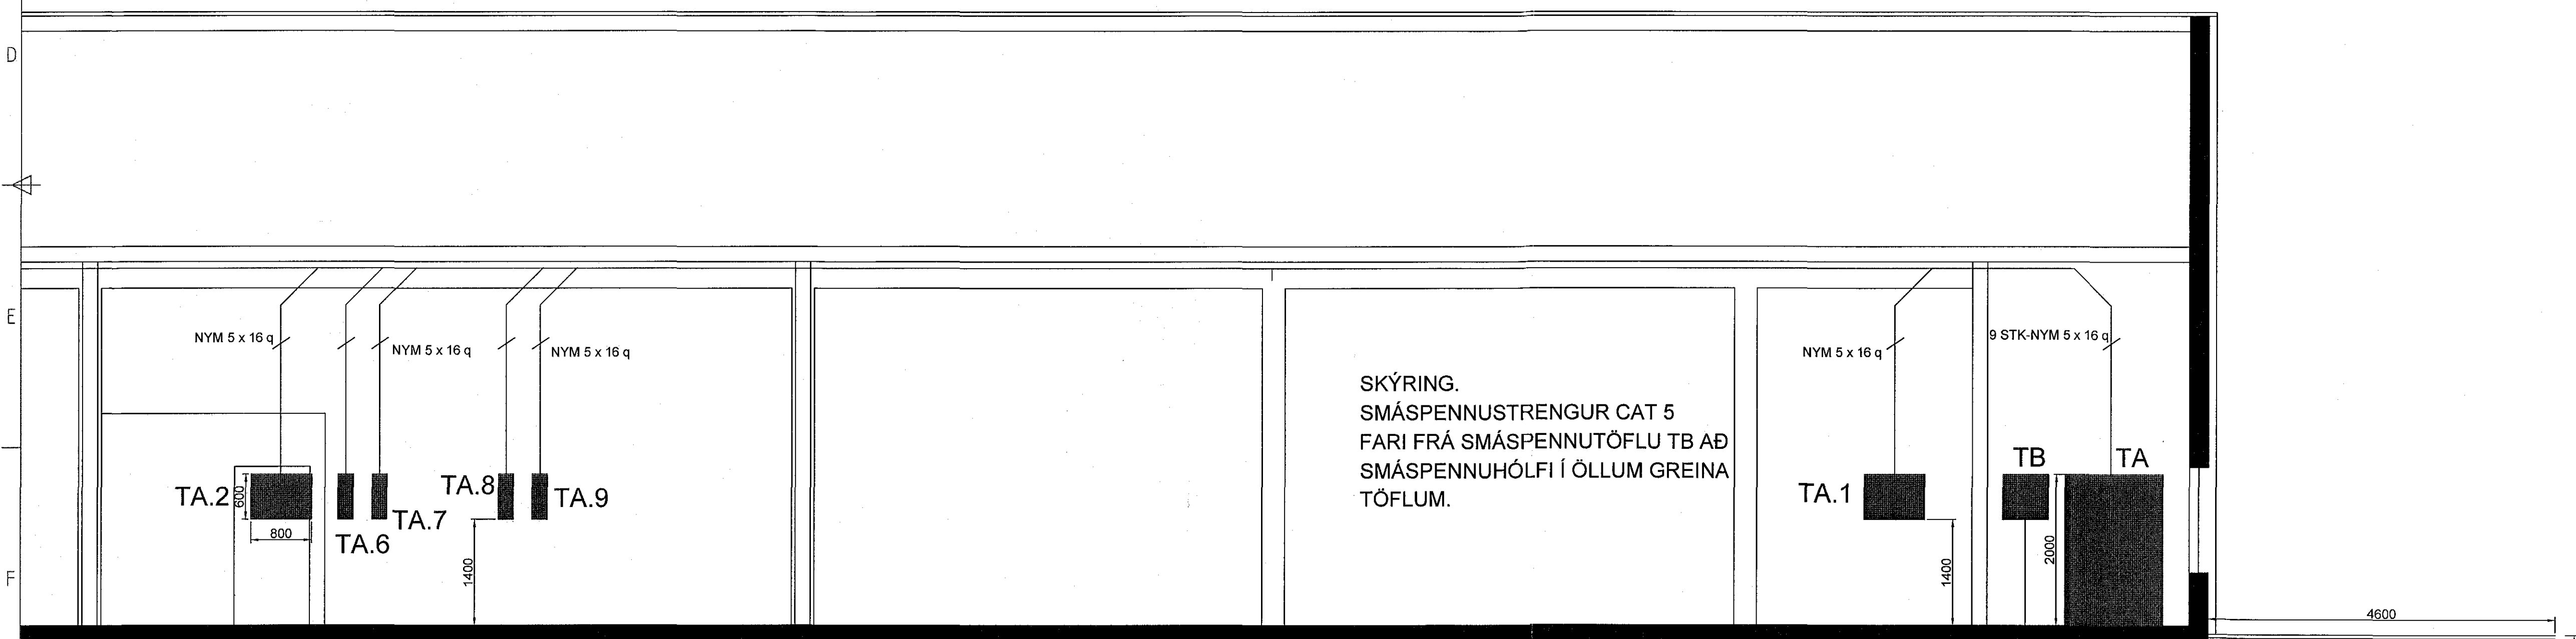 D
E
F
NYM 5 x 16 q
NYM 5 x 16 q
NYM 5 x 16 q
NYM 5 x 16 q
9 STK-NYM 5 x 16 q
SKÝRING.
SMÁSPENNUSTRENGUR CAT 5
FARI FRÁ SMÁSPENNUTÖFLU TB AÐ
SMÁSPENNUHÓLFI Í ÖLLUM GREINA
TÖFLUM.
TA.2
600
800
TA.6
TA.7
TA.8
TA.9
1400
TA.1
1400
TB
TA
2000
4600